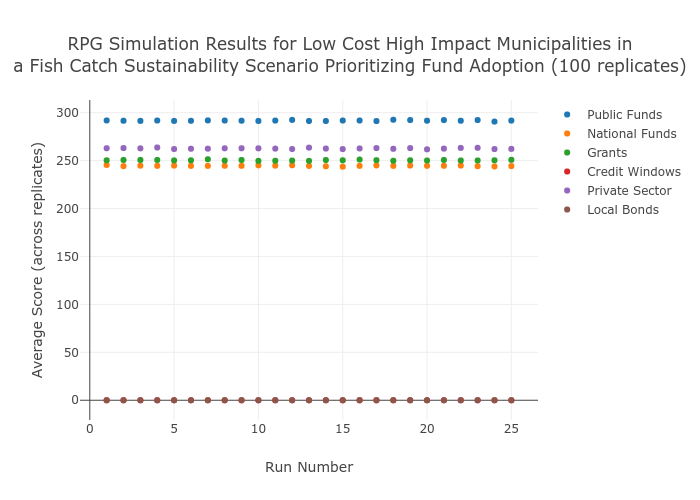 RPG Simulation Results for Low Cost High Impact Municipalities in
a Fish Catch Sustainability Scenario Prioritizing Fund Adoption (100 replicates)
Average Score (across replicates)
300
250
200
150
100
50
0
0 5 10 15 20 25
Run Number
Public Funds
National Funds
Grants
Credit Windows
Private Sector
Local Bonds